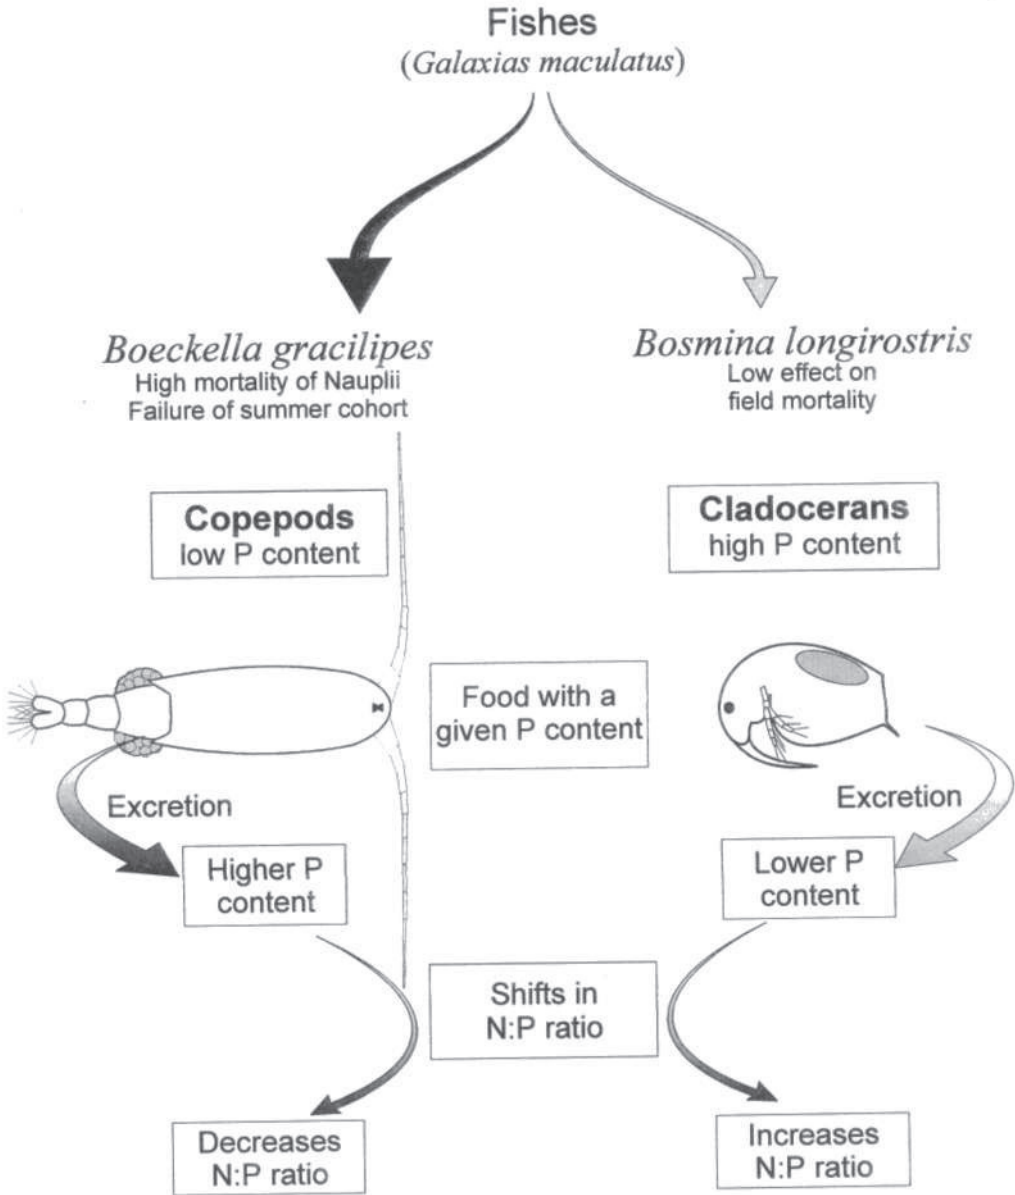 Fishes
(Galaxias maculatus)
Boeckella gracilipes
High mortality of Nauplii
Failure of summer cohort
Bosmina longirostris
Low effect on
field mortality
Copepods
low P content
Cladocerans
high P content
Food with a
given P content
Excretion
Excretion
Higher P
content
Lower P
content
Shifts in
N:P ratio
Decreases
N:P ratio
Increases
N:P ratio